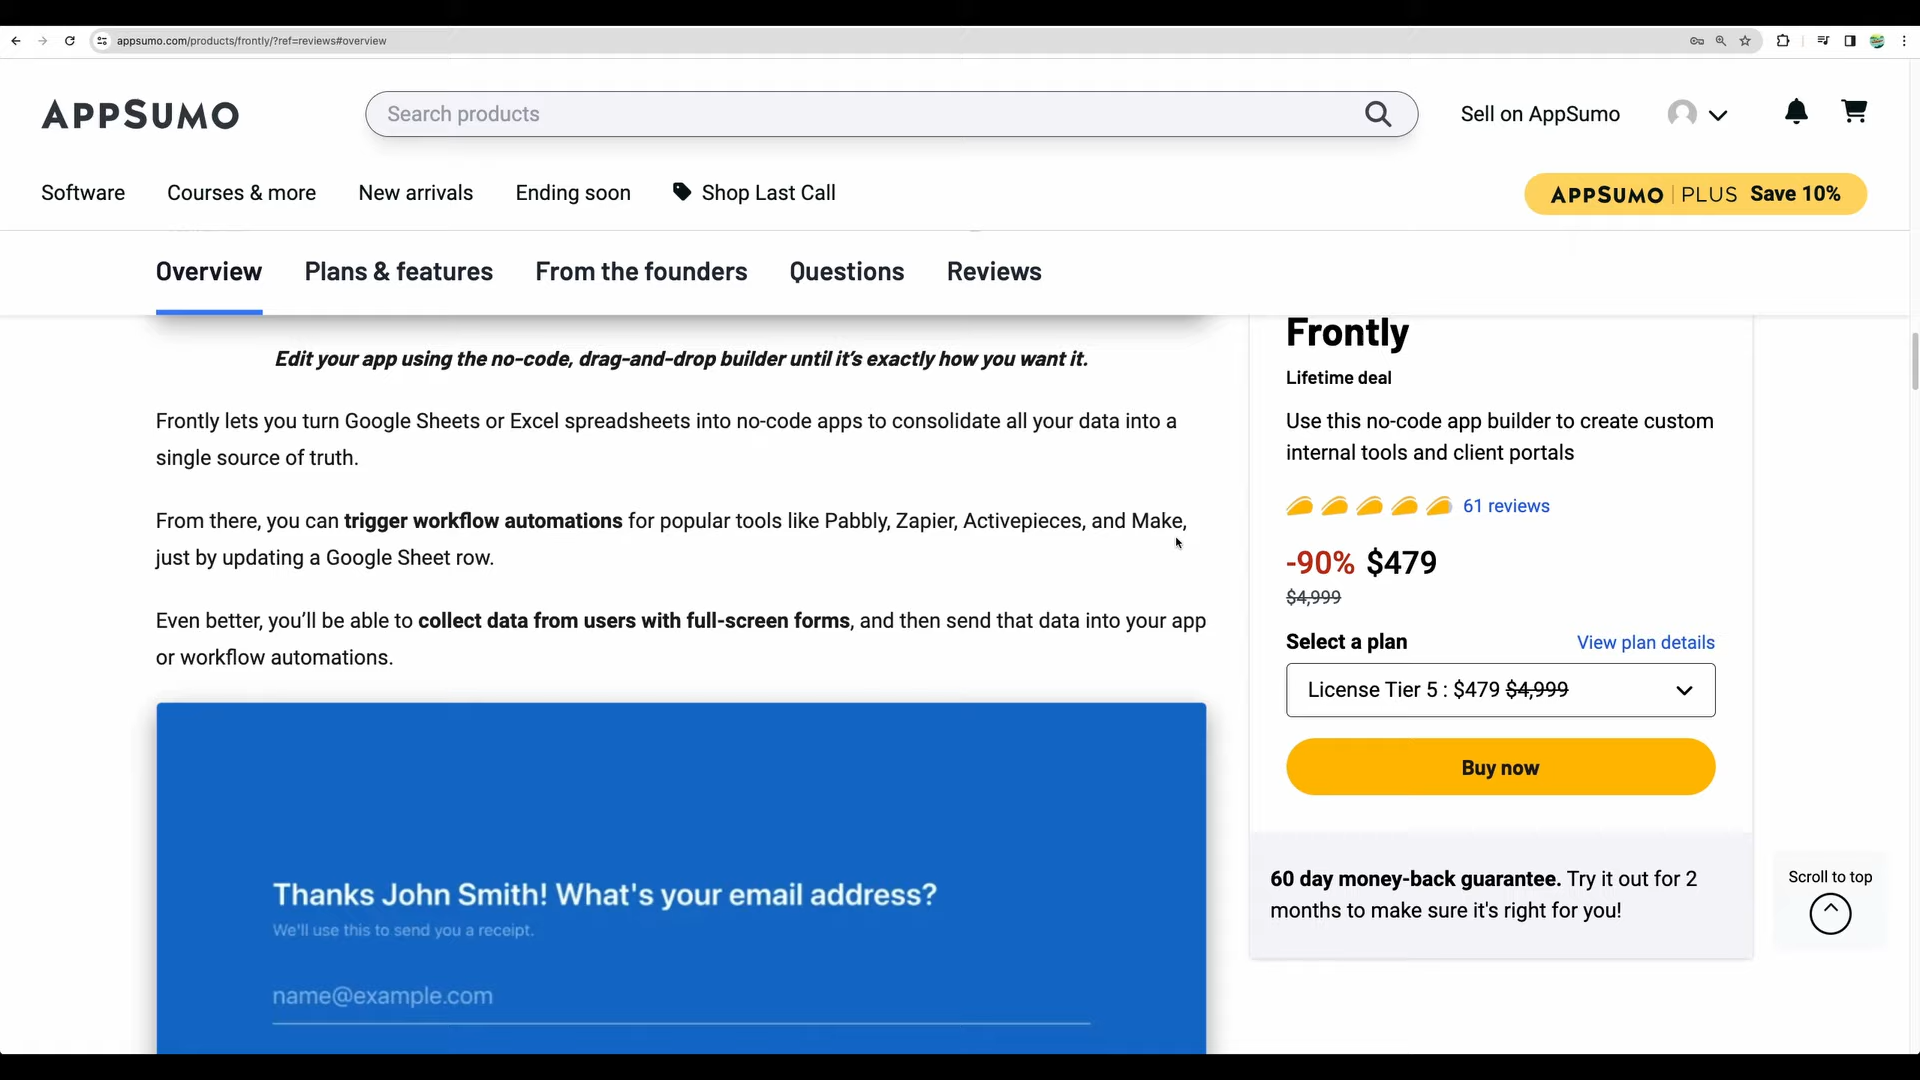 appsumo.com/products/frontly/?ref=reviews#overview
APPSUMO
Search products
Sell on AppSumo
Software
Courses & more
New arrivals
Ending soon
Shop Last Call
APPSUMO | PLUS Save 10%
Overview
Plans & features
From the founders
Questions
Reviews
Edit your app using the no-code, drag-and-drop builder until it’s exactly how you want it.
Frontly lets you turn Google Sheets or Excel spreadsheets into no-code apps to consolidate all your data into a
single source of truth.
From there, you can trigger workflow automations for popular tools like Pabbly, Zapier, Activepieces, and Make,
just by updating a Google Sheet row.
Even better, you’ll be able to collect data from users with full-screen forms, and then send that data into your app
or workflow automations.
Thanks John Smith! What's your email address?
We'll use this to send you a receipt.
name@example.com
Frontly
Lifetime deal
Use this no-code app builder to create custom
internal tools and client portals
61 reviews
-90% $479
$4,999
Select a plan
View plan details
License Tier 5 : $479 $4,999
Buy now
60 day money-back guarantee. Try it out for 2
months to make sure it's right for you!
Scroll to top